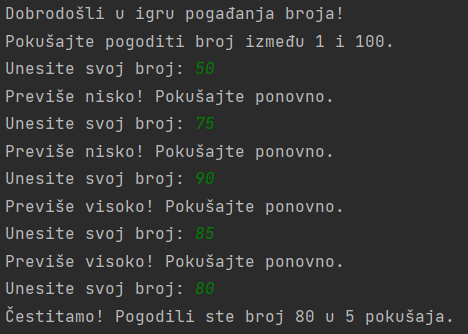 Dobrodošli u igru pogađanja broja!
Pokušajte pogoditi broj između 1 i 100.
Unesite svoj broj: 50
Previše nisko! Pokušajte ponovno.
Unesite svoj broj: 75
Previše nisko! Pokušajte ponovno.
Unesite svoj broj: 90
Previše visoko! Pokušajte ponovno.
Unesite svoj broj: 85
Previše visoko! Pokušajte ponovno.
Unesite svoj broj: 80
Čestitamo! Pogodili ste broj 80 u 5 pokušaja.